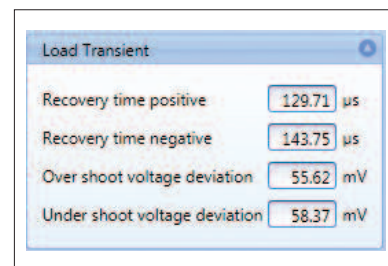 Load Transient
Recovery time positive 129.71 µs
Recovery time negative 143.75 µs
Over shoot voltage deviation 55.62 mV
Under shoot voltage deviation 58.37 mV